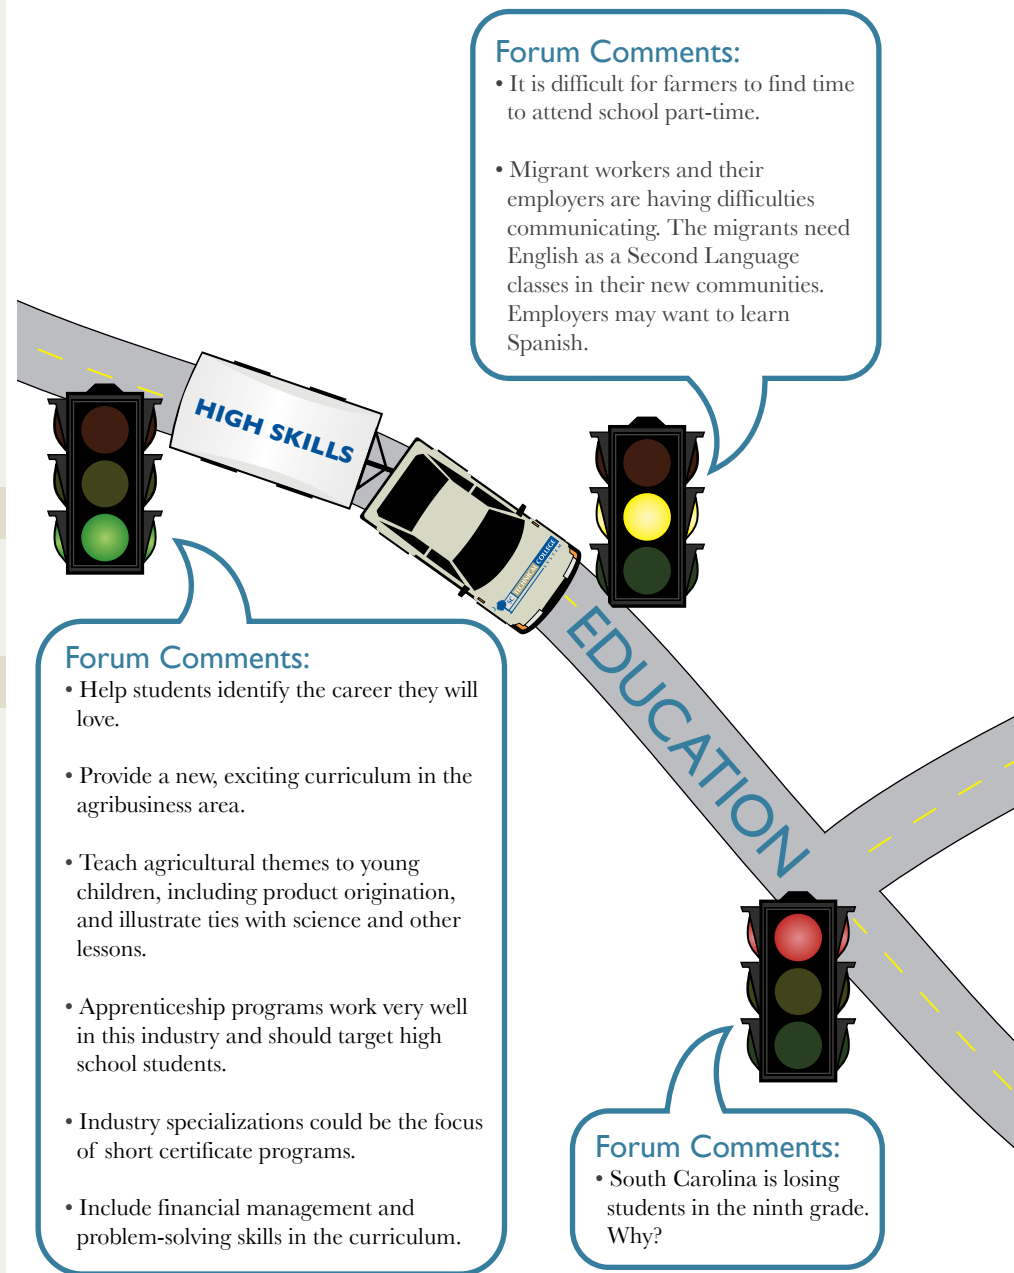 Forum Comments:
• It is difficult for farmers to find time
to attend school part-time.
• Migrant workers and their
employers are having difficulties
communicating. The migrants need
English as a Second Language
classes in their new communities.
Employers may want to learn
Spanish.
HIGH SKILLS
SC TECHNICAL COLLEGE
SYSTEM
EDUCATION
Forum Comments:
• Help students identify the career they will
love.
• Provide a new, exciting curriculum in the
agribusiness area.
• Teach agricultural themes to young
children, including product origination,
and illustrate ties with science and other
lessons.
• Apprenticeship programs work very well
in this industry and should target high
school students.
• Industry specializations could be the focus
of short certificate programs.
• Include financial management and
problem-solving skills in the curriculum.
Forum Comments:
• South Carolina is losing
students in the ninth grade.
Why?